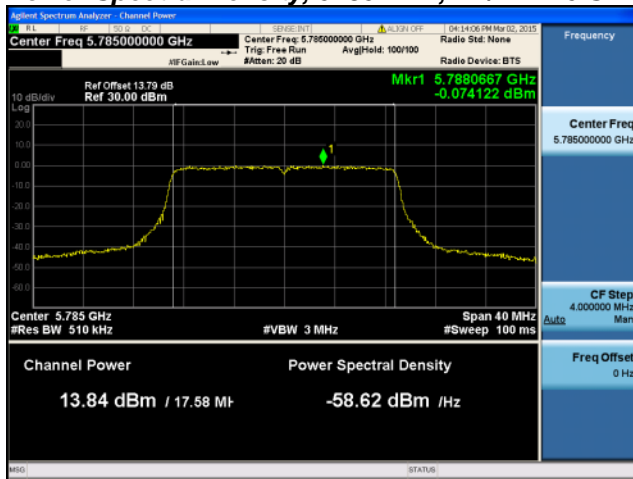 Agilent Spectrum Analyzer - Channel Power
RL RF 50 Ω DC SENSE:INT ALIGN OFF 04:14:06 PM Mar 02, 2015
Center Freq 5.785000000 GHz Center Freq: 5.785000000 GHz Radio Std: None Frequency
Trig: Free Run Avg|Hold: 100/100
#IFGain:Low #Atten: 20 dB Radio Device: BTS
Mkr1 5.7880667 GHz
Ref Offset 13.79 dB
10 dB/div Ref 30.00 dBm -0.074122 dBm
Log
20.0
Center Freq
5.785000000 GHz
10.0
1
0.00
-10.0
-20.0
-30.0
-40.0
-50.0
-60.0
CF Step
4.000000 MHz
Auto Man
Center 5.785 GHz Span 40 MHz
#Res BW 510 kHz #VBW 3 MHz #Sweep 100 ms
Freq Offset
0 Hz
Channel Power Power Spectral Density
13.84 dBm / 17.58 MH -58.62 dBm /Hz
MSG STATUS